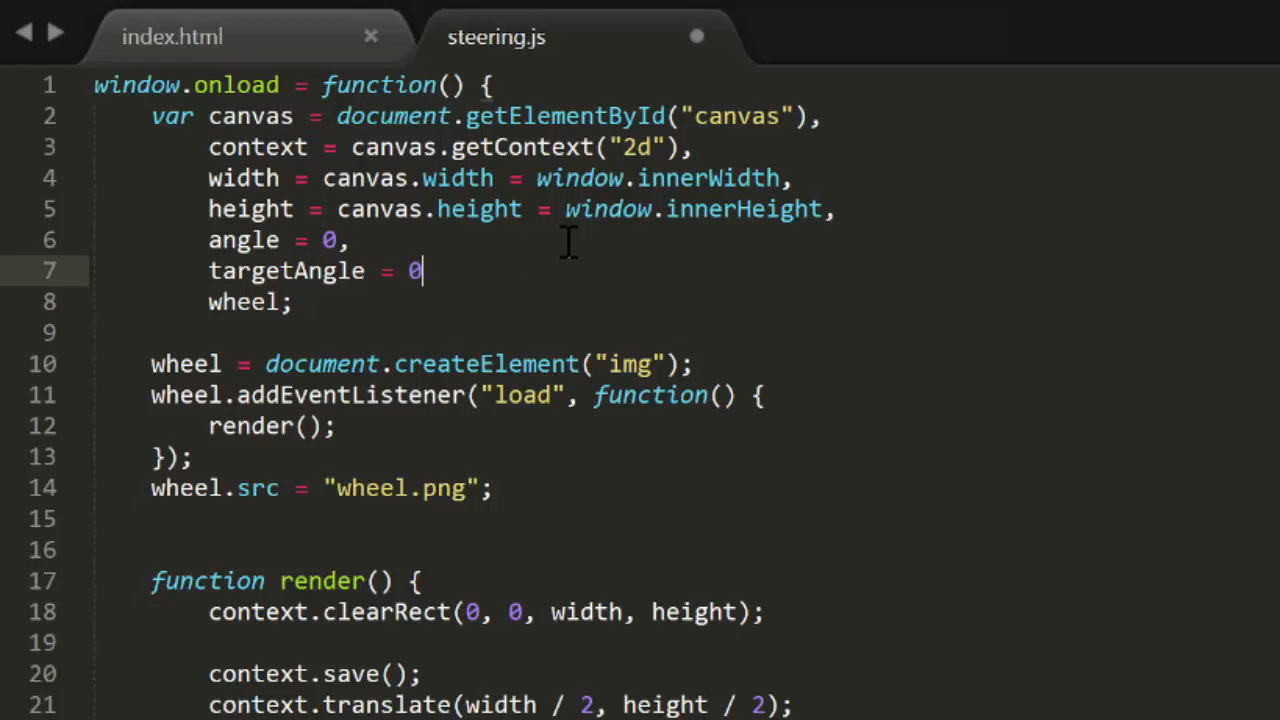 index.html × steering.js
1 window.onload = function() {
2 var canvas = document.getElementById("canvas"),
3 context = canvas.getContext("2d"),
4 width = canvas.width = window.innerWidth,
5 height = canvas.height = window.innerHeight,
6 angle = 0,
7 targetAngle = 0
8 wheel;
9
10 wheel = document.createElement("img");
11 wheel.addEventListener("load", function() {
12 render();
13 });
14 wheel.src = "wheel.png";
15
16
17 function render() {
18 context.clearRect(0, 0, width, height);
19
20 context.save();
21 context.translate(width / 2, height / 2);